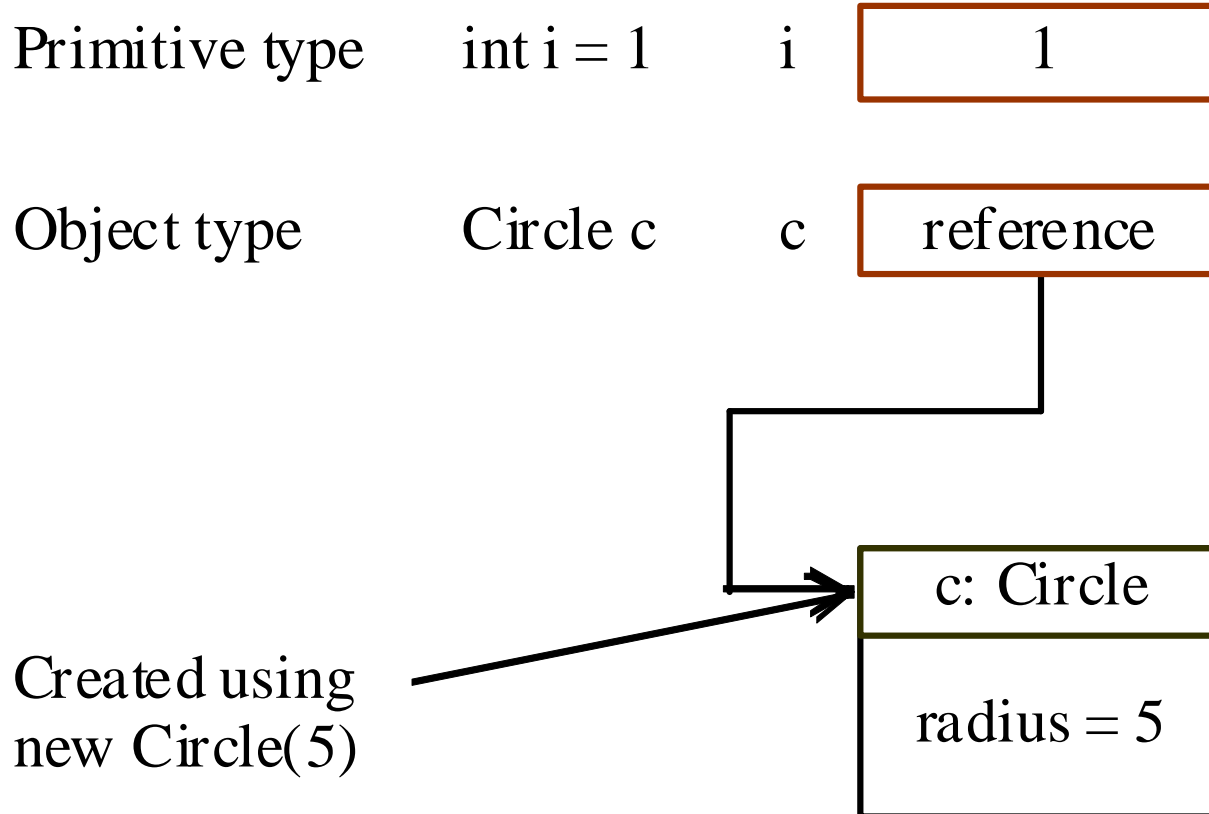 Primitive type int i = 1 i 1
Object type Circle c c reference
c: Circle
Created using
new Circle(5)
radius = 5